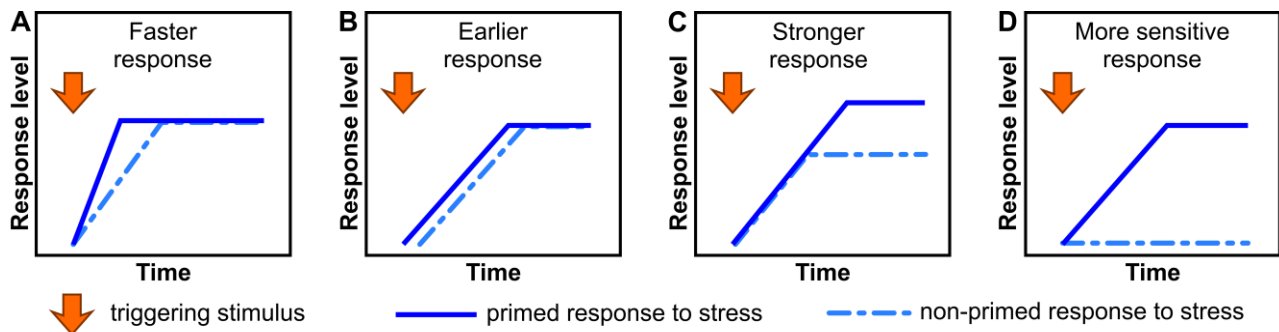 A
Faster
response
Response level
Time
B
Earlier
response
Response level
Time
C
Stronger
response
Response level
Time
D
More sensitive
response
Response level
Time
triggering stimulus
primed response to stress
non-primed response to stress